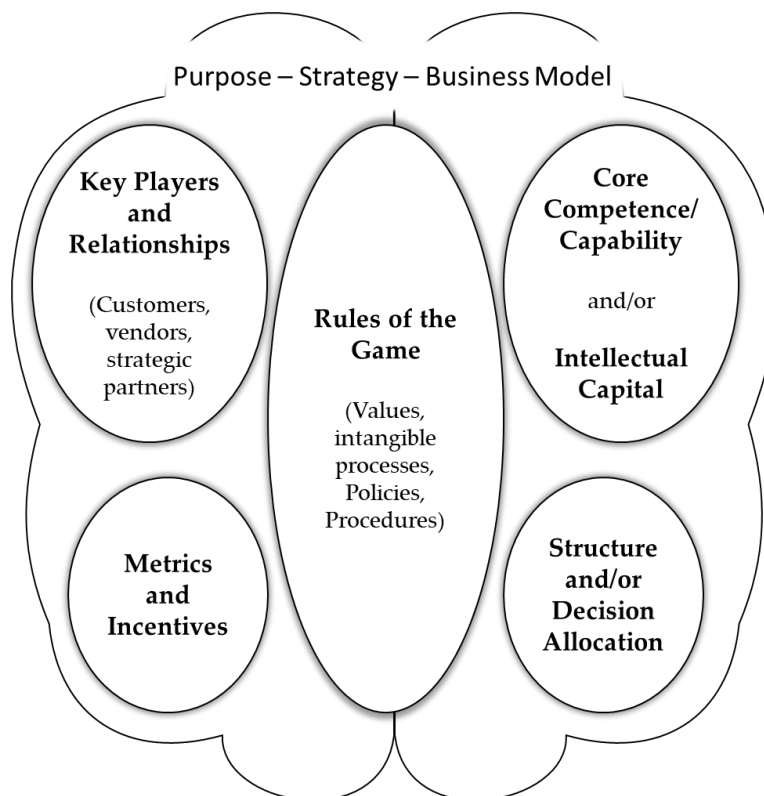 Purpose – Strategy – Business Model
Key Players
and
Relationships
(Customers,
vendors,
strategic
partners)
Rules of the
Game
(Values,
intangible
processes,
Policies,
Procedures)
Core
Competence/
Capability
and/or
Intellectual
Capital
Metrics
and
Incentives
Structure
and/or
Decision
Allocation